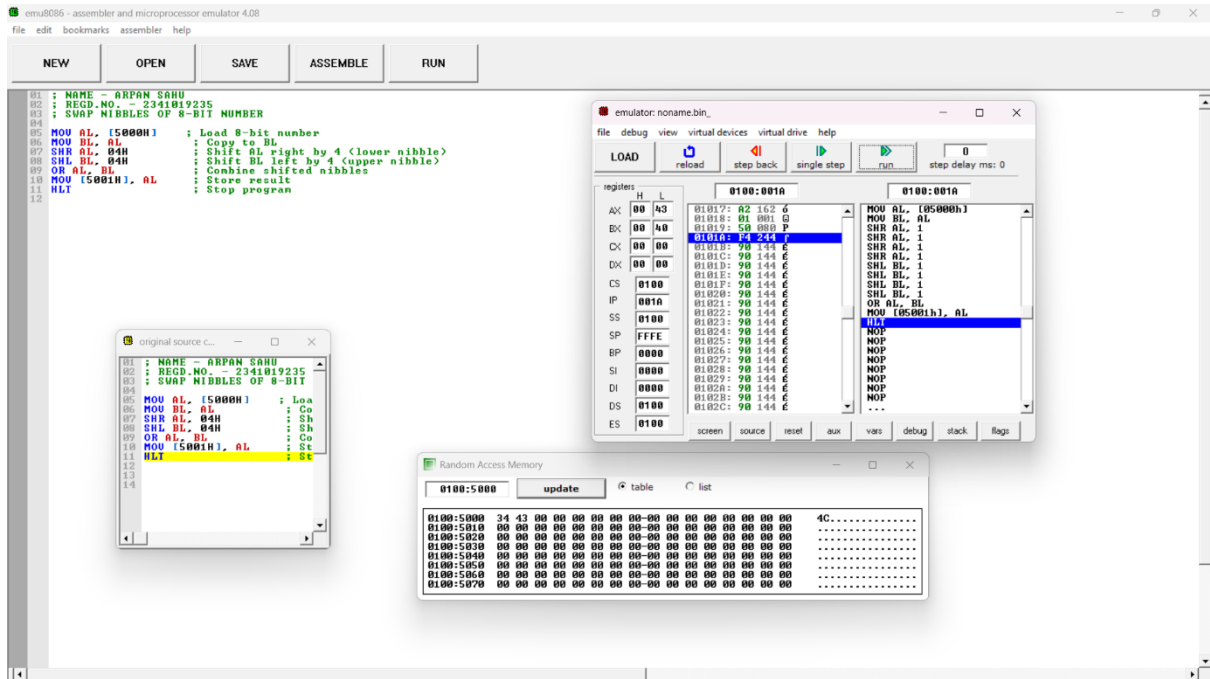 emu8086 - assembler and microprocessor emulator 4.08
file edit bookmarks assembler help
NEW OPEN SAVE ASSEMBLE RUN
01 ; NAME - ARPAN SAHU
02 ; REGD.NO. - 2341019235
03 ; SWAP NIBBLES OF 8-BIT NUMBER
04
05 MOV AL, [5000H] ; Load 8-bit number
06 MOV BL, AL ; Copy to BL
07 SHR AL, 04H ; Shift AL right by 4 (lower nibble)
08 SHL BL, 04H ; Shift BL left by 4 (upper nibble)
09 OR AL, BL ; Combine shifted nibbles
10 MOV [5001H], AL ; Store result
11 HLT ; Stop program
12
emulator: noname.bin_
file debug view virtual devices virtual drive help
LOAD reload step back single step run 0 step delay ms: 0
registers
H L
AX 00 43
BX 00 40
CX 00 00
DX 00 00
CS 0100
IP 001A
SS 0100
SP FFFE
BP 0000
SI 0000
DI 0000
DS 0100
ES 0100
0100:001A
01017: A2 162 ó
01018: 01 001 ☺
01019: 50 080 P
0101A: F4 244 ⌠
0101B: 90 144 É
0101C: 90 144 É
0101D: 90 144 É
0101E: 90 144 É
0101F: 90 144 É
01020: 90 144 É
01021: 90 144 É
01022: 90 144 É
01023: 90 144 É
01024: 90 144 É
01025: 90 144 É
01026: 90 144 É
01027: 90 144 É
01028: 90 144 É
01029: 90 144 É
0102A: 90 144 É
0102B: 90 144 É
0102C: 90 144 É
0100:001A
MOV AL, [05000h]
MOV BL, AL
SHR AL, 1
SHR AL, 1
SHR AL, 1
SHR AL, 1
SHL BL, 1
SHL BL, 1
SHL BL, 1
SHL BL, 1
OR AL, BL
MOV [05001h], AL
HLT
NOP
NOP
NOP
NOP
NOP
NOP
NOP
NOP
...
screen source reset aux vars debug stack flags
original source c...
01 ; NAME - ARPAN SAHU
02 ; REGD.NO. - 2341019235
03 ; SWAP NIBBLES OF 8-BIT
04
05 MOV AL, [5000H] ; Loa
06 MOV BL, AL ; Co
07 SHR AL, 04H ; Sh
08 SHL BL, 04H ; Sh
09 OR AL, BL ; Co
10 MOV [5001H], AL ; St
11 HLT ; St
12
13
14
Random Access Memory
0100:5000 update table list
0100:5000 34 43 00 00 00 00 00 00-00 00 00 00 00 00 00 00 4C..............
0100:5010 00 00 00 00 00 00 00 00-00 00 00 00 00 00 00 00 ................
0100:5020 00 00 00 00 00 00 00 00-00 00 00 00 00 00 00 00 ................
0100:5030 00 00 00 00 00 00 00 00-00 00 00 00 00 00 00 00 ................
0100:5040 00 00 00 00 00 00 00 00-00 00 00 00 00 00 00 00 ................
0100:5050 00 00 00 00 00 00 00 00-00 00 00 00 00 00 00 00 ................
0100:5060 00 00 00 00 00 00 00 00-00 00 00 00 00 00 00 00 ................
0100:5070 00 00 00 00 00 00 00 00-00 00 00 00 00 00 00 00 ................